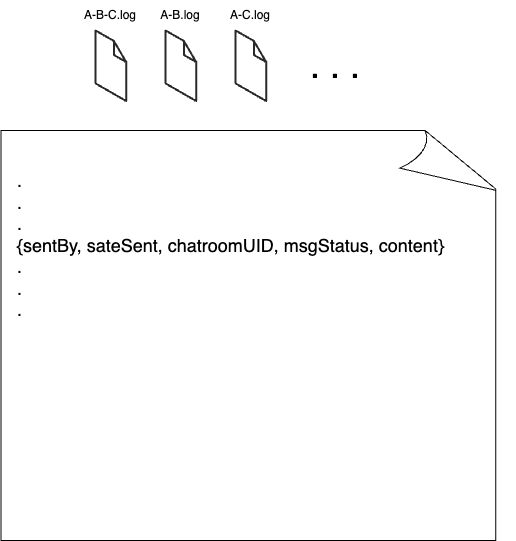 A-B-C.log A-B.log A-C.log
. . .
.
.
.
{sentBy, sateSent, chatroomUID, msgStatus, content}
.
.
.